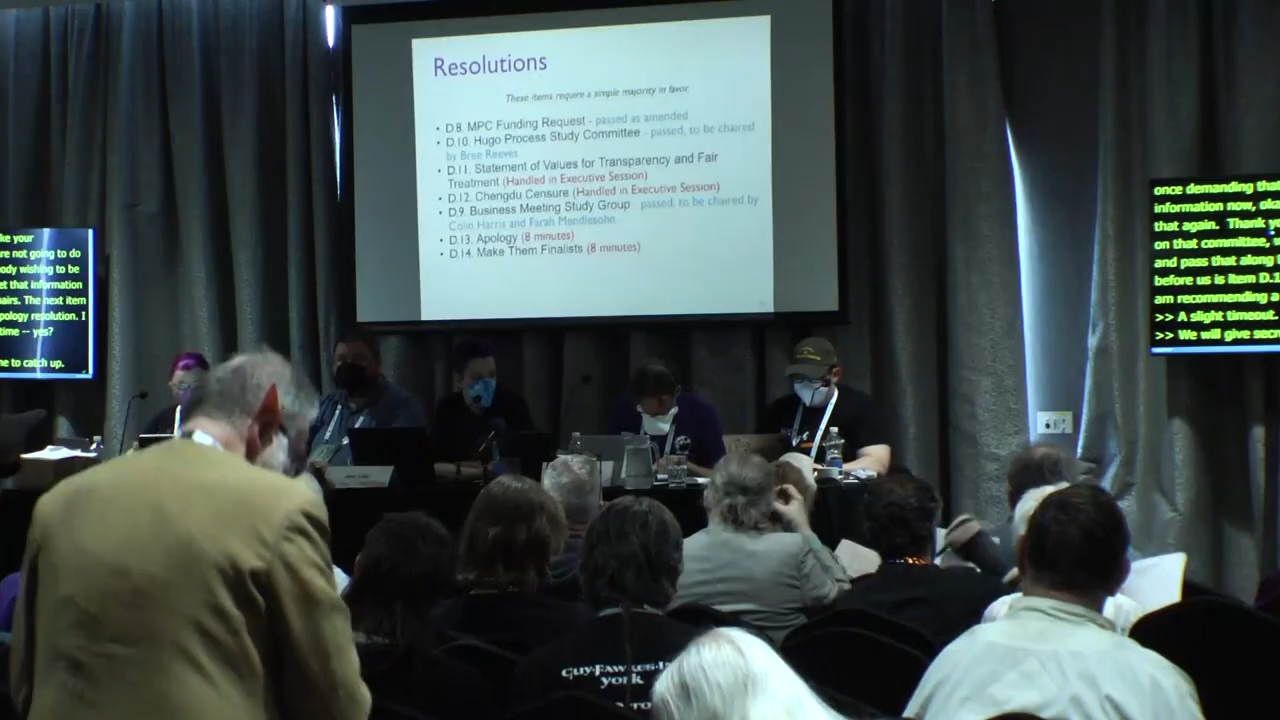 Resolutions
These items require a simple majority in favor.
• D.8. MPC Funding Request - passed as amended
• D.10. Hugo Process Study Committee - passed, to be chaired
by Bree Reeves
• D.11. Statement of Values for Transparency and Fair
Treatment (Handled in Executive Session)
• D.12. Chengdu Censure (Handled in Executive Session)
• D.9. Business Meeting Study Group - passed, to be chaired by
Colin Harris and Farah Mendlesohn
• D.13. Apology (8 minutes)
• D.14. Make Them Finalists (8 minutes)
ke your
re not going to do
ody wishing to be
et that information
airs. The next item
pology resolution. I
time -- yes?
ne to catch up.
once demanding that
information now, oka
that again. Thank yo
on that committee, w
and pass that along t
before us is item D.1
am recommending a
>> A slight timeout.
>> We will give secre
Guy Fawkes
york